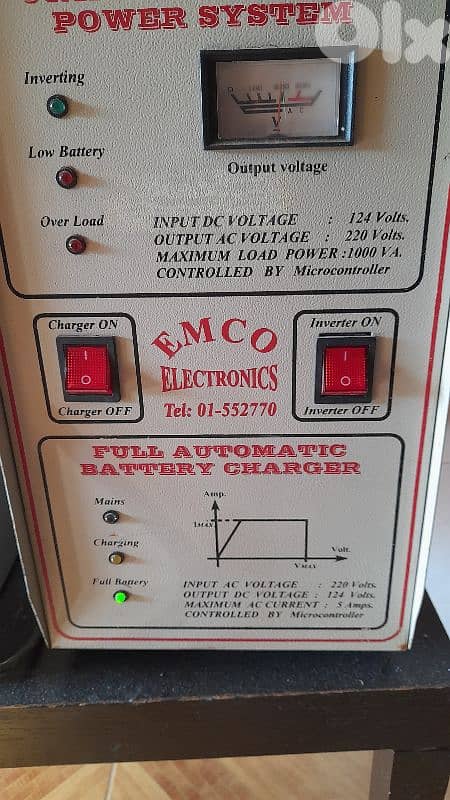 POWER SYSTEM
Olx
Inverting
Low Battery
Over Load
Output voltage
INPUT DC VOLTAGE : 124 Volts.
OUTPUT AC VOLTAGE : 220 Volts.
MAXIMUM LOAD POWER :1000 VA.
CONTROLLED BY Microcontroller
Charger ON
Charger OFF
EMCO
ELECTRONICS
Tel: 01-552770
Inverter ON
Inverter OFF
FULL AUTOMATIC
BATTERY CHARGER
Mains
Charging
Full Battery
Amp.
IMAX
Volt.
VMAX
INPUT AC VOLTAGE : 220 Volts.
OUTPUT DC VOLTAGE : 124 Volts.
MAXIMUM AC CURRENT : 5 Amps.
CONTROLLED BY Microcontroller